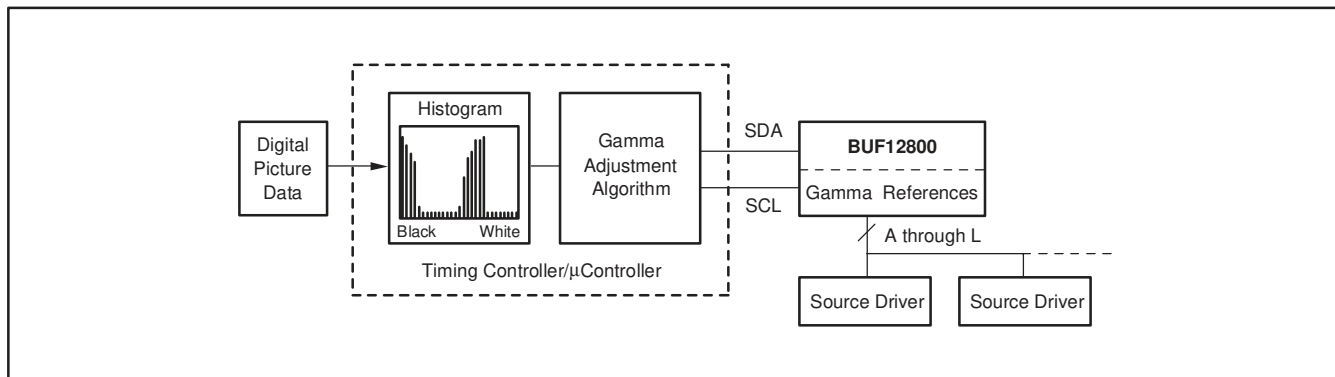 Digital
Picture
Data
Histogram
Black
White
Gamma
Adjustment
Algorithm
Timing Controller/μController
SDA
SCL
BUF12800
Gamma References
A through L
Source Driver
Source Driver